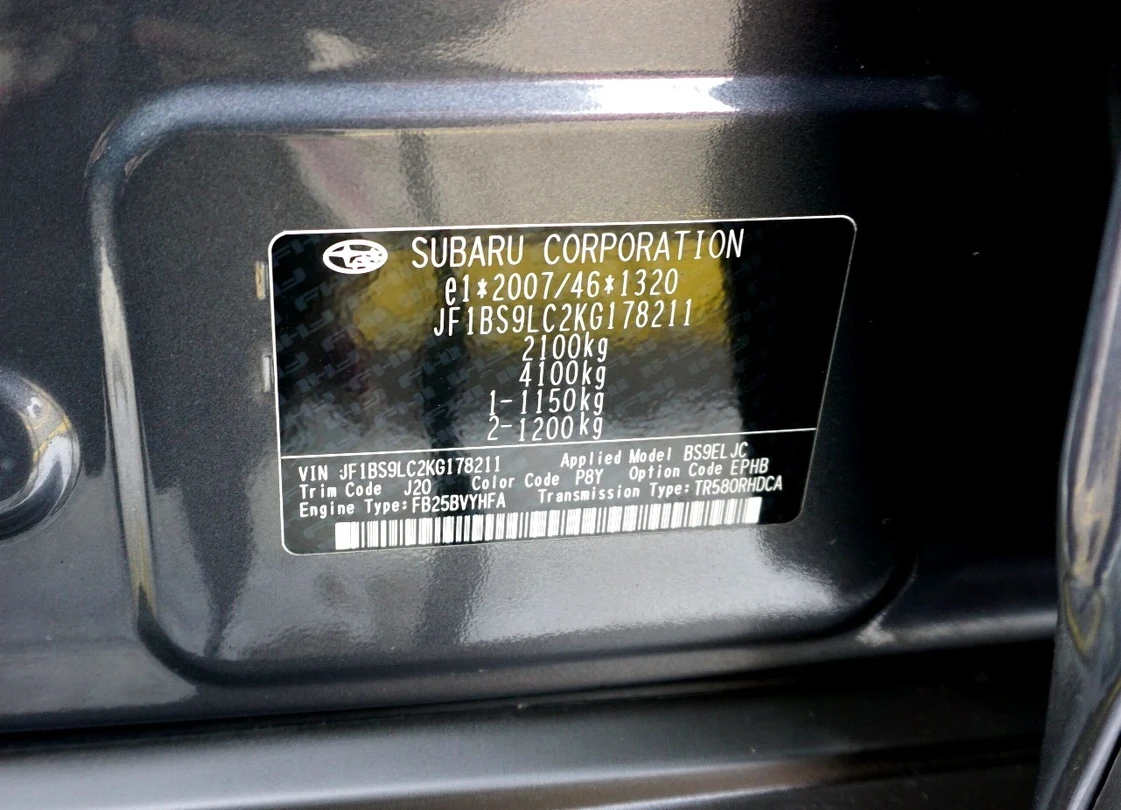 SUBARU CORPORATION
e1*2007/46*1320
JF1BS9LC2KG178211
2100kg
4100kg
1-1150kg
2-1200kg
VIN JF1BS9LC2KG178211 Applied Model BS9ELJC
Trim Code J20 Color Code P8Y Option Code EPHB
Engine Type:FB25BVYHFA Transmission Type:TR580RHDCA